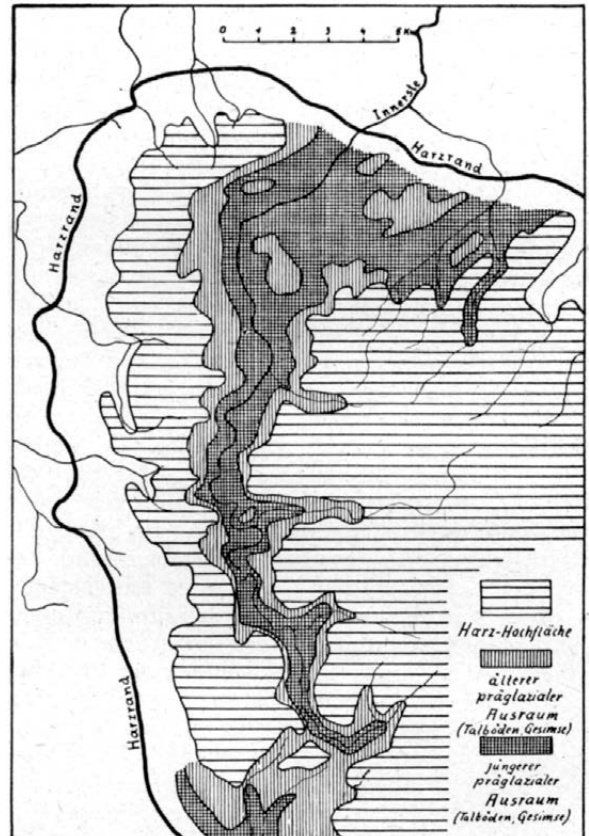 0 1 2 3 4 5 Km
Innerste
Harzrand
Harzrand
Harzrand
Harz-Hochfläche
älterer
präglazialer
Ausraum
(Talböden, Gesimse)
jüngerer
präglazialer
Ausraum
(Talböden, Gesimse)